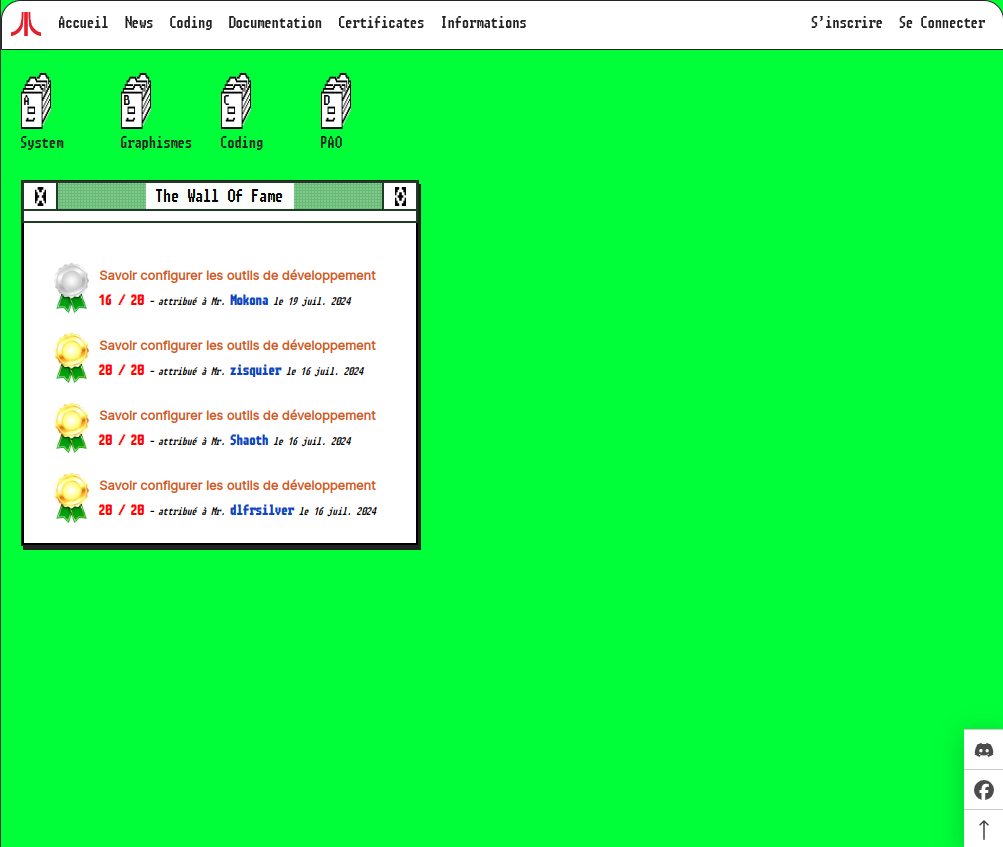 Accueil News Coding Documentation Certificates Informations S'inscrire Se Connecter
A B C D
System Graphismes Coding PAO
The Wall Of Fame
Savoir configurer les outils de développement
16 / 20 - attribué à Mr. Mokona le 19 juil. 2024
Savoir configurer les outils de développement
20 / 20 - attribué à Mr. zisquier le 16 juil. 2024
Savoir configurer les outils de développement
20 / 20 - attribué à Mr. Shaoth le 16 juil. 2024
Savoir configurer les outils de développement
20 / 20 - attribué à Mr. dlfrsilver le 16 juil. 2024